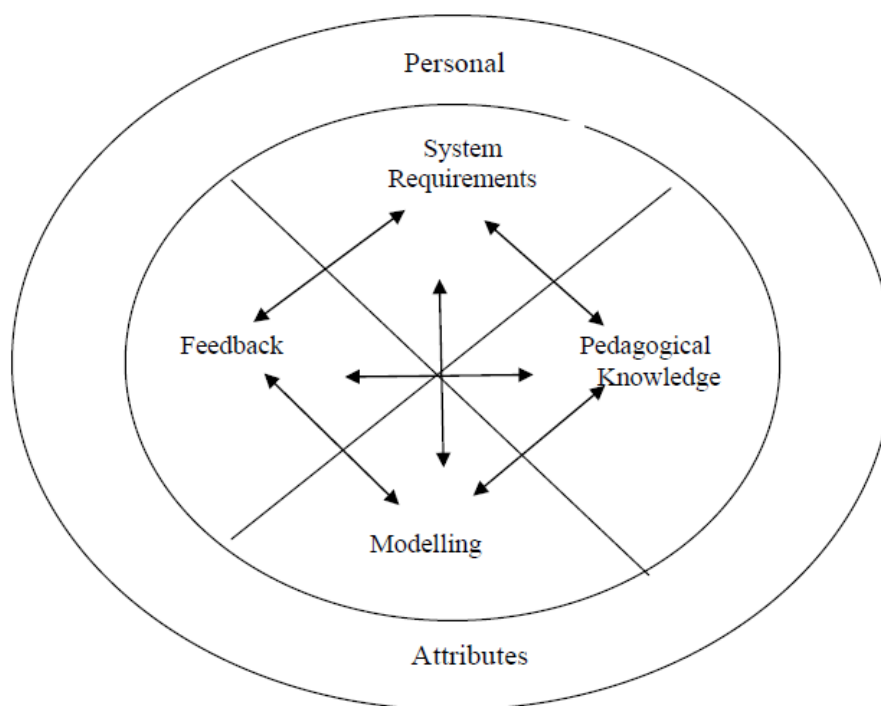 Personal
System
Requirements
Feedback
Pedagogical
Knowledge
Modelling
Attributes